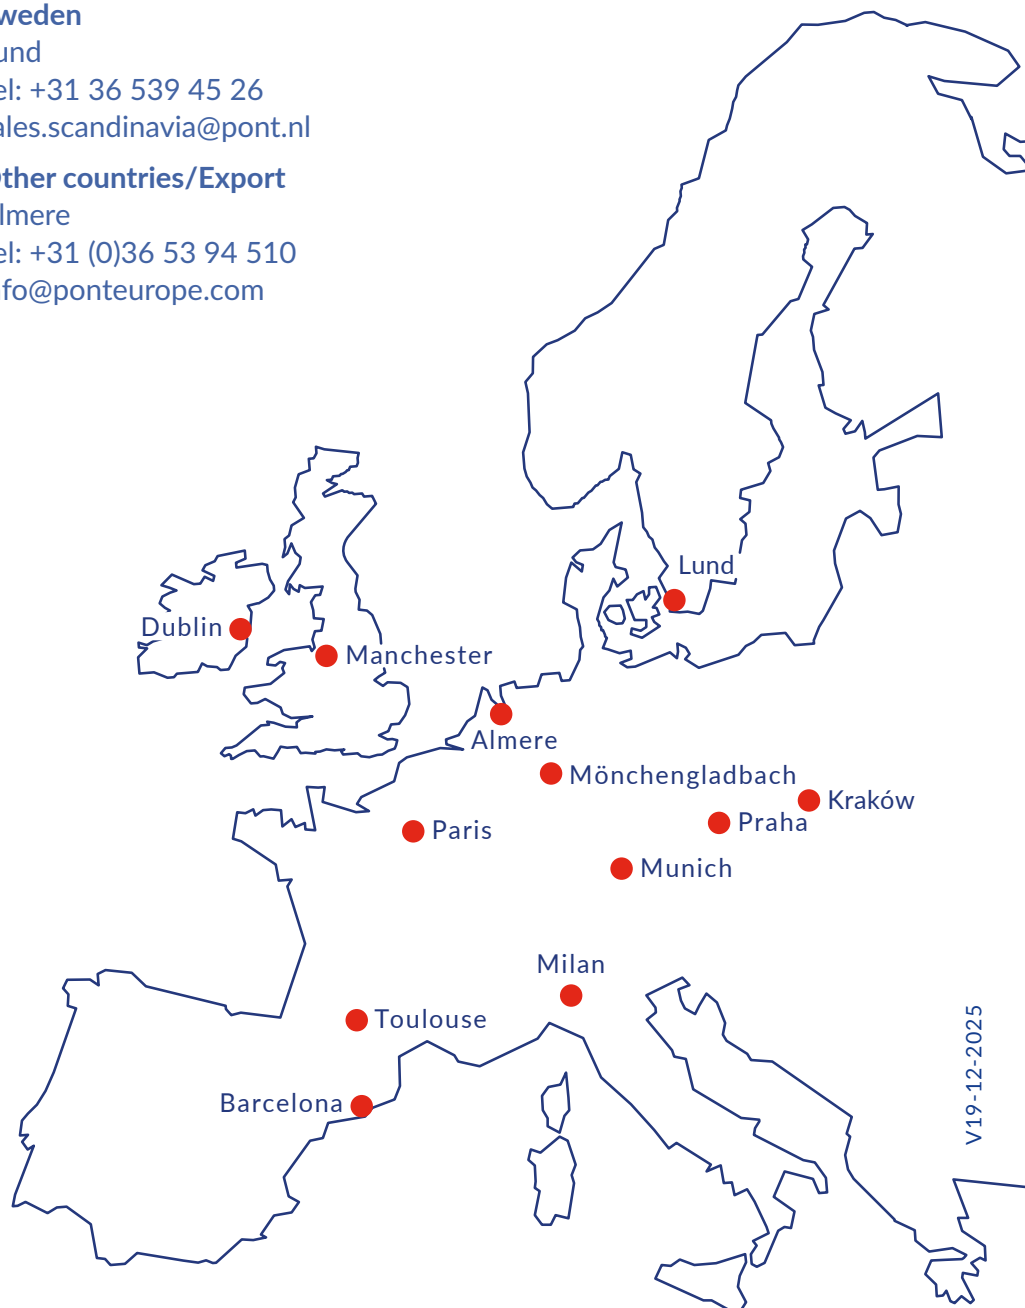 weden
und
el: +31 36 539 45 26
ales.scandinavia@pont.nl
ther countries/Export
lmere
el: +31 (0)36 53 94 510
fo@ponteurope.com
Lund
Dublin
Manchester
Almere
Mönchengladbach
Kraków
Praha
Paris
Munich
Milan
Toulouse
Barcelona
V19-12-2025